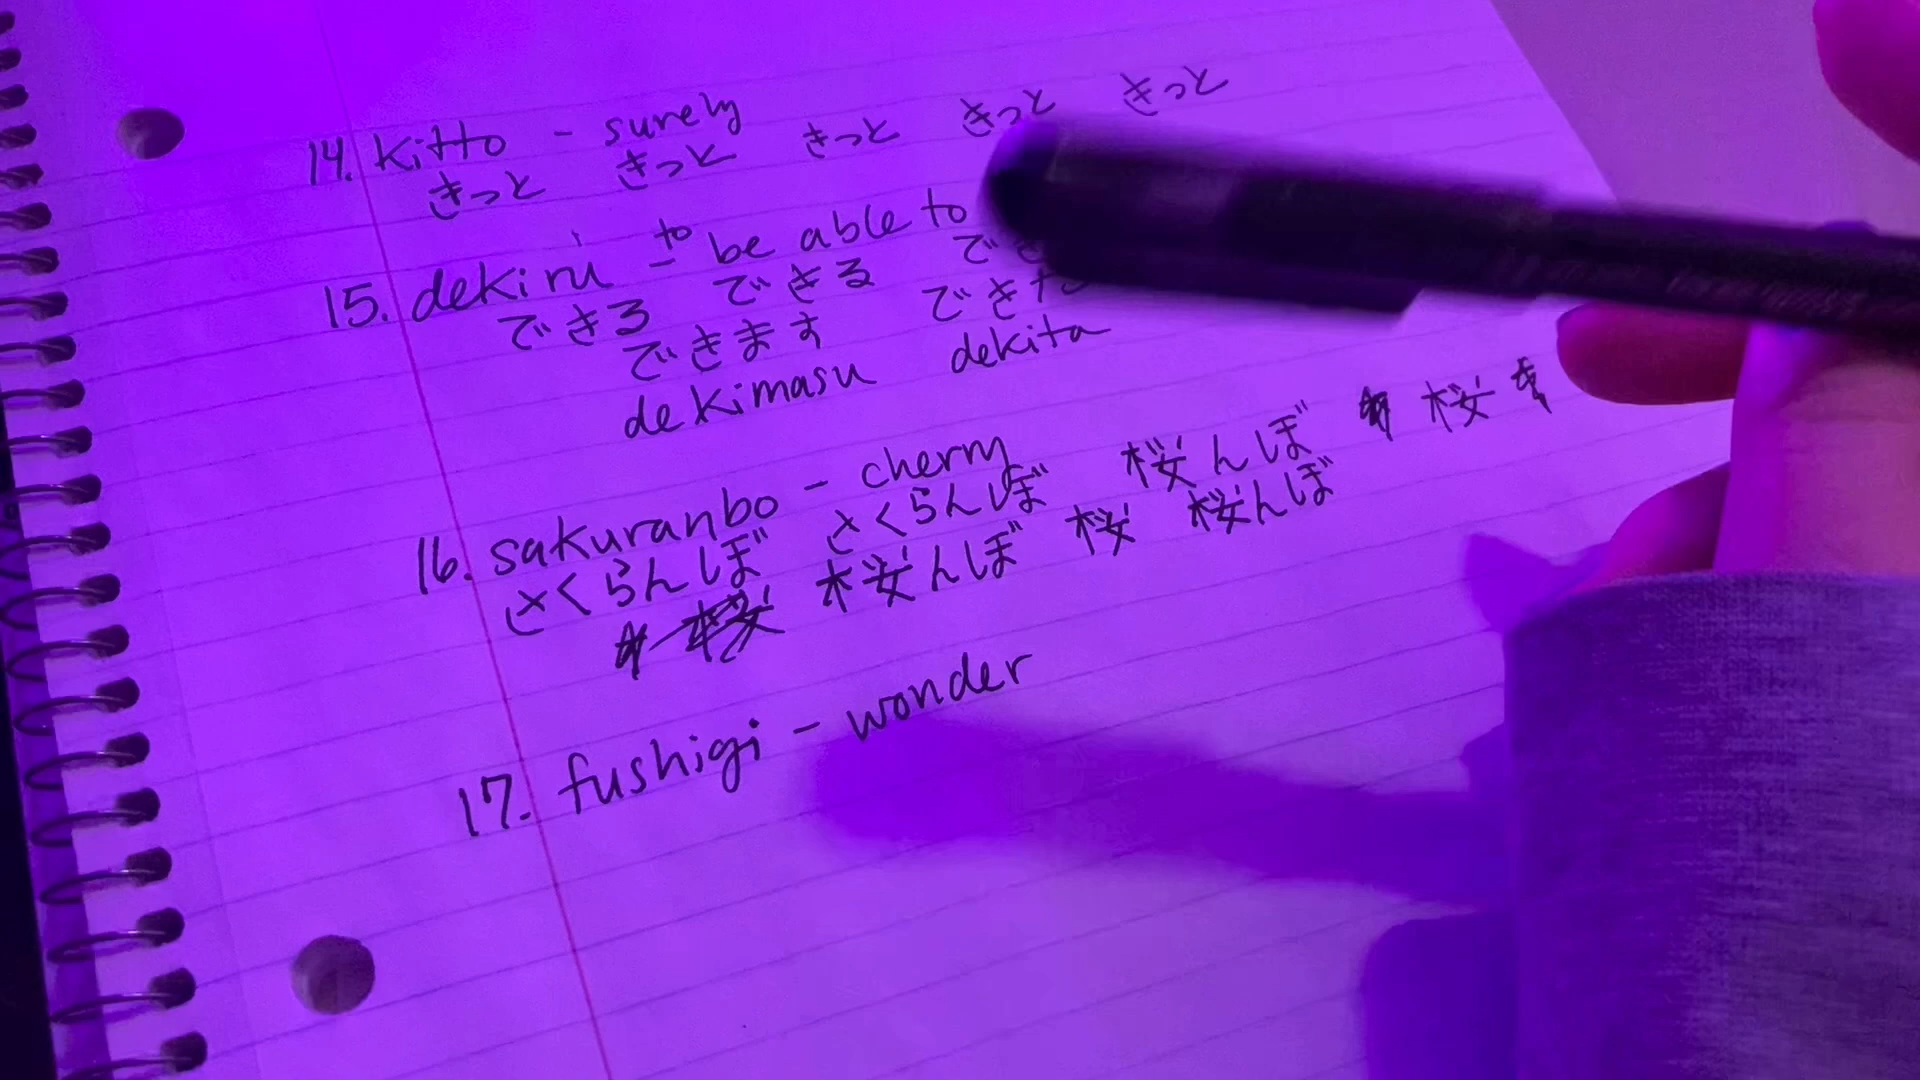 14. kitto - surely
きっと きっと きっと きっと きっと
15. dekiru - to be able to
できる できる でき
できます できた
dekimasu dekita
16. sakuranbo - cherry
さくらんぼ さくらんぼ 桜んぼ 桜
桜んぼ 桜 桜んぼ
17. fushigi - wonder